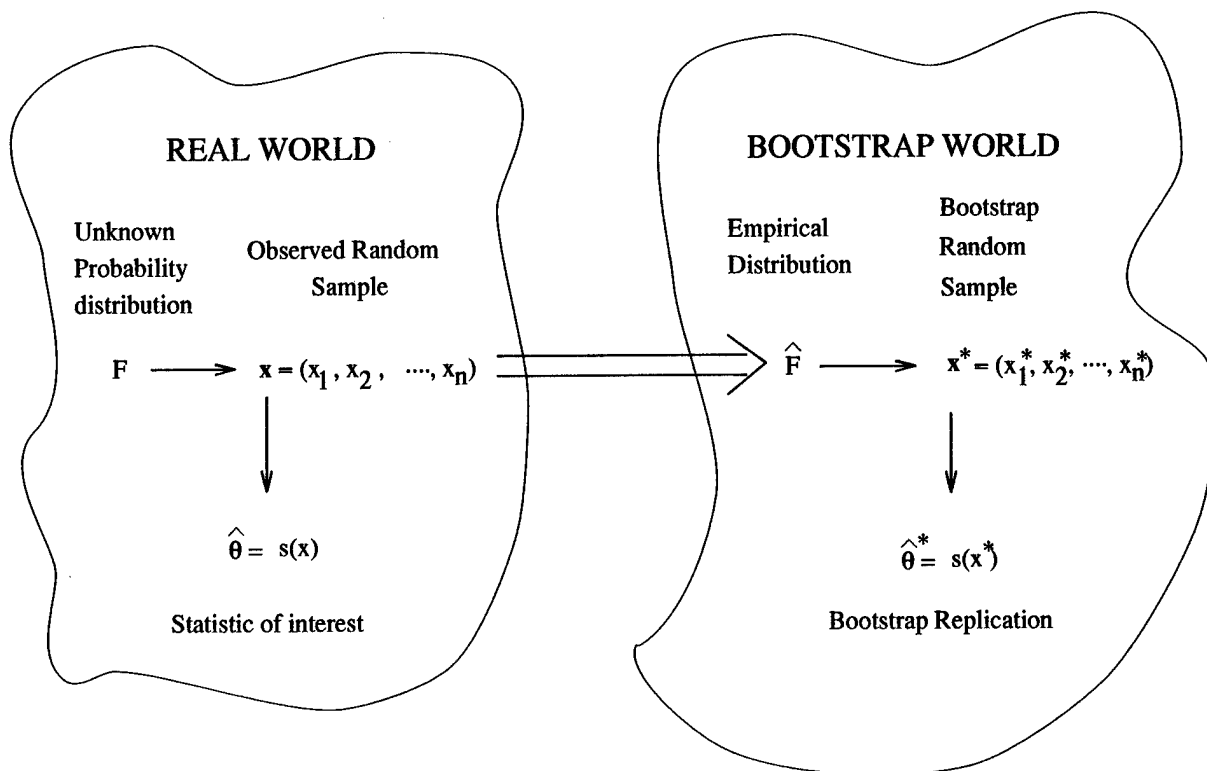 REAL WORLD
Unknown
Probability
distribution
Observed Random
Sample
F
x = (x₁, x₂, ...., xₙ)
θ̂ = s(x)
Statistic of interest
BOOTSTRAP WORLD
Empirical
Distribution
Bootstrap
Random
Sample
F̂
x* = (x₁*, x₂*, ...., xₙ*)
θ̂* = s(x*)
Bootstrap Replication